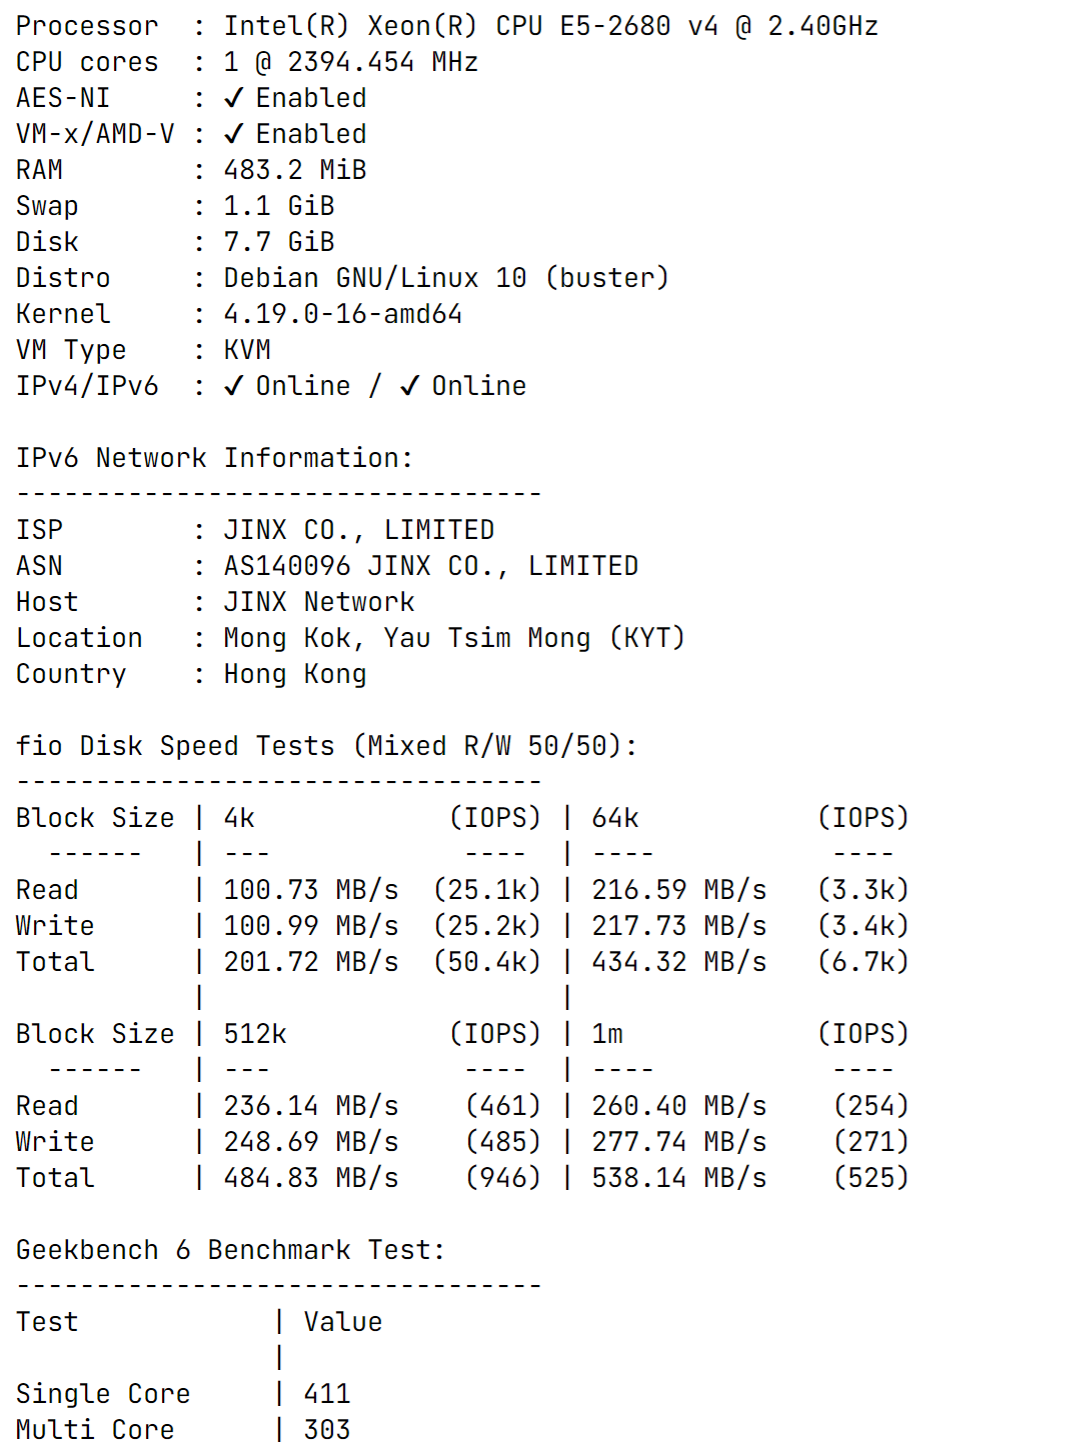 Processor  : Intel(R) Xeon(R) CPU E5-2680 v4 @ 2.40GHz
CPU cores  : 1 @ 2394.454 MHz
AES-NI     : ✔ Enabled
VM-x/AMD-V : ✔ Enabled
RAM        : 483.2 MiB
Swap       : 1.1 GiB
Disk       : 7.7 GiB
Distro     : Debian GNU/Linux 10 (buster)
Kernel     : 4.19.0-16-amd64
VM Type    : KVM
IPv4/IPv6  : ✔ Online / ✔ Online

IPv6 Network Information:
---------------------------------
ISP        : JINX CO., LIMITED
ASN        : AS140096 JINX CO., LIMITED
Host       : JINX Network
Location   : Mong Kok, Yau Tsim Mong (KYT)
Country    : Hong Kong

fio Disk Speed Tests (Mixed R/W 50/50):
---------------------------------
Block Size | 4k            (IOPS) | 64k           (IOPS)
  ------   | ---            ----  | ----           ----
Read       | 100.73 MB/s  (25.1k) | 216.59 MB/s   (3.3k)
Write      | 100.99 MB/s  (25.2k) | 217.73 MB/s   (3.4k)
Total      | 201.72 MB/s  (50.4k) | 434.32 MB/s   (6.7k)
           |                      |
Block Size | 512k          (IOPS) | 1m            (IOPS)
  ------   | ---            ----  | ----           ----
Read       | 236.14 MB/s    (461) | 260.40 MB/s    (254)
Write      | 248.69 MB/s    (485) | 277.74 MB/s    (271)
Total      | 484.83 MB/s    (946) | 538.14 MB/s    (525)

Geekbench 6 Benchmark Test:
---------------------------------
Test            | Value
                |
Single Core     | 411
Multi Core      | 303